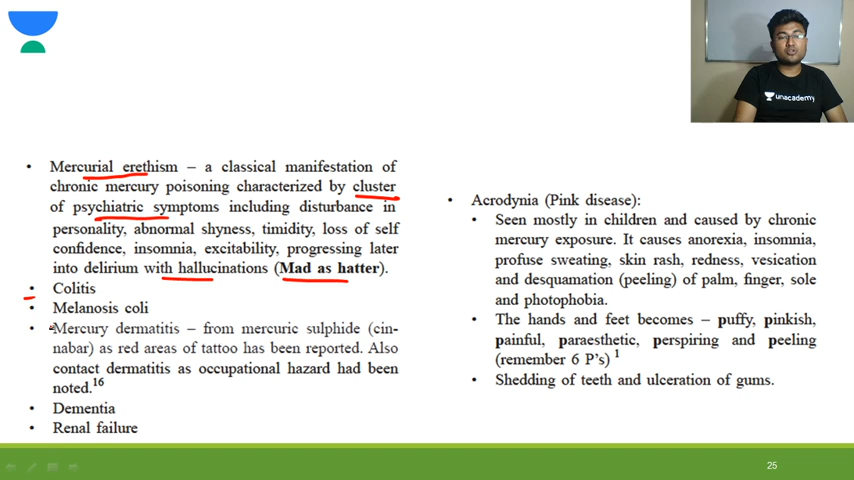 unacademy
• Mercurial erethism – a classical manifestation of
chronic mercury poisoning characterized by cluster
of psychiatric symptoms including disturbance in
personality, abnormal shyness, timidity, loss of self
confidence, insomnia, excitability, progressing later
into delirium with hallucinations (Mad as hatter).
• Colitis
• Melanosis coli
• Mercury dermatitis – from mercuric sulphide (cin-
nabar) as red areas of tattoo has been reported. Also
contact dermatitis as occupational hazard had been
noted.16
• Dementia
• Renal failure
• Acrodynia (Pink disease):
• Seen mostly in children and caused by chronic
mercury exposure. It causes anorexia, insomnia,
profuse sweating, skin rash, redness, vesication
and desquamation (peeling) of palm, finger, sole
and photophobia.
• The hands and feet becomes – puffy, pinkish,
painful, paraesthetic, perspiring and peeling
(remember 6 P's) 1
• Shedding of teeth and ulceration of gums.
25